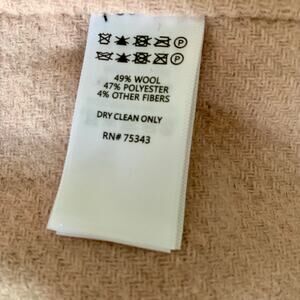 P
P
49% WOOL
47% POLYESTER
4% OTHER FIBERS
DRY CLEAN ONLY
RN# 75343